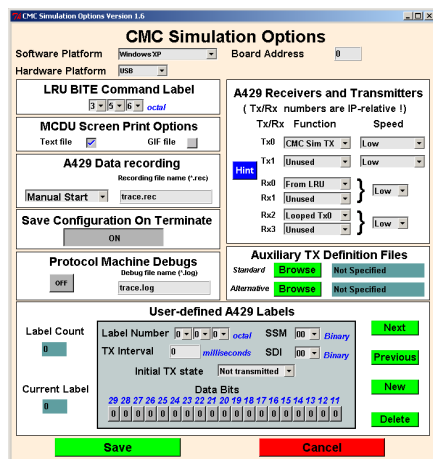 CMC Simulation Options Version 1.6
CMC Simulation Options
Software Platform Windows XP Board Address 0
Hardware Platform USB
LRU BITE Command Label
3 5 6 octal
MCDU Screen Print Options
Text file GIF file
A429 Data recording
Recording file name (*.rec)
Manual Start trace.rec
Save Configuration On Terminate
ON
Protocol Machine Debugs
Debug file name (*.log)
OFF trace.log
A429 Receivers and Transmitters
( Tx/Rx numbers are IP-relative !)
Tx/Rx Function Speed
Tx0 CMC Sim TX Low
Tx1 Unused Low
Hint
Rx0 From LRU
Rx1 Unused
} Low
Rx2 Looped Tx0
Rx3 Unused
} Low
Auxiliary TX Definition Files
Standard Browse Not Specified
Alternative Browse Not Specified
User-defined A429 Labels
Label Count
0
Current Label
0
Label Number 0 0 0 octal SSM 00 Binary
TX Interval 0 milliseconds SDI 00 Binary
Initial TX state Not transmitted
Data Bits
29 28 27 26 25 24 23 22 21 20 19 18 17 16 15 14 13 12 11
0 0 0 0 0 0 0 0 0 0 0 0 0 0 0 0 0 0 0
Next
Previous
New
Delete
Save Cancel